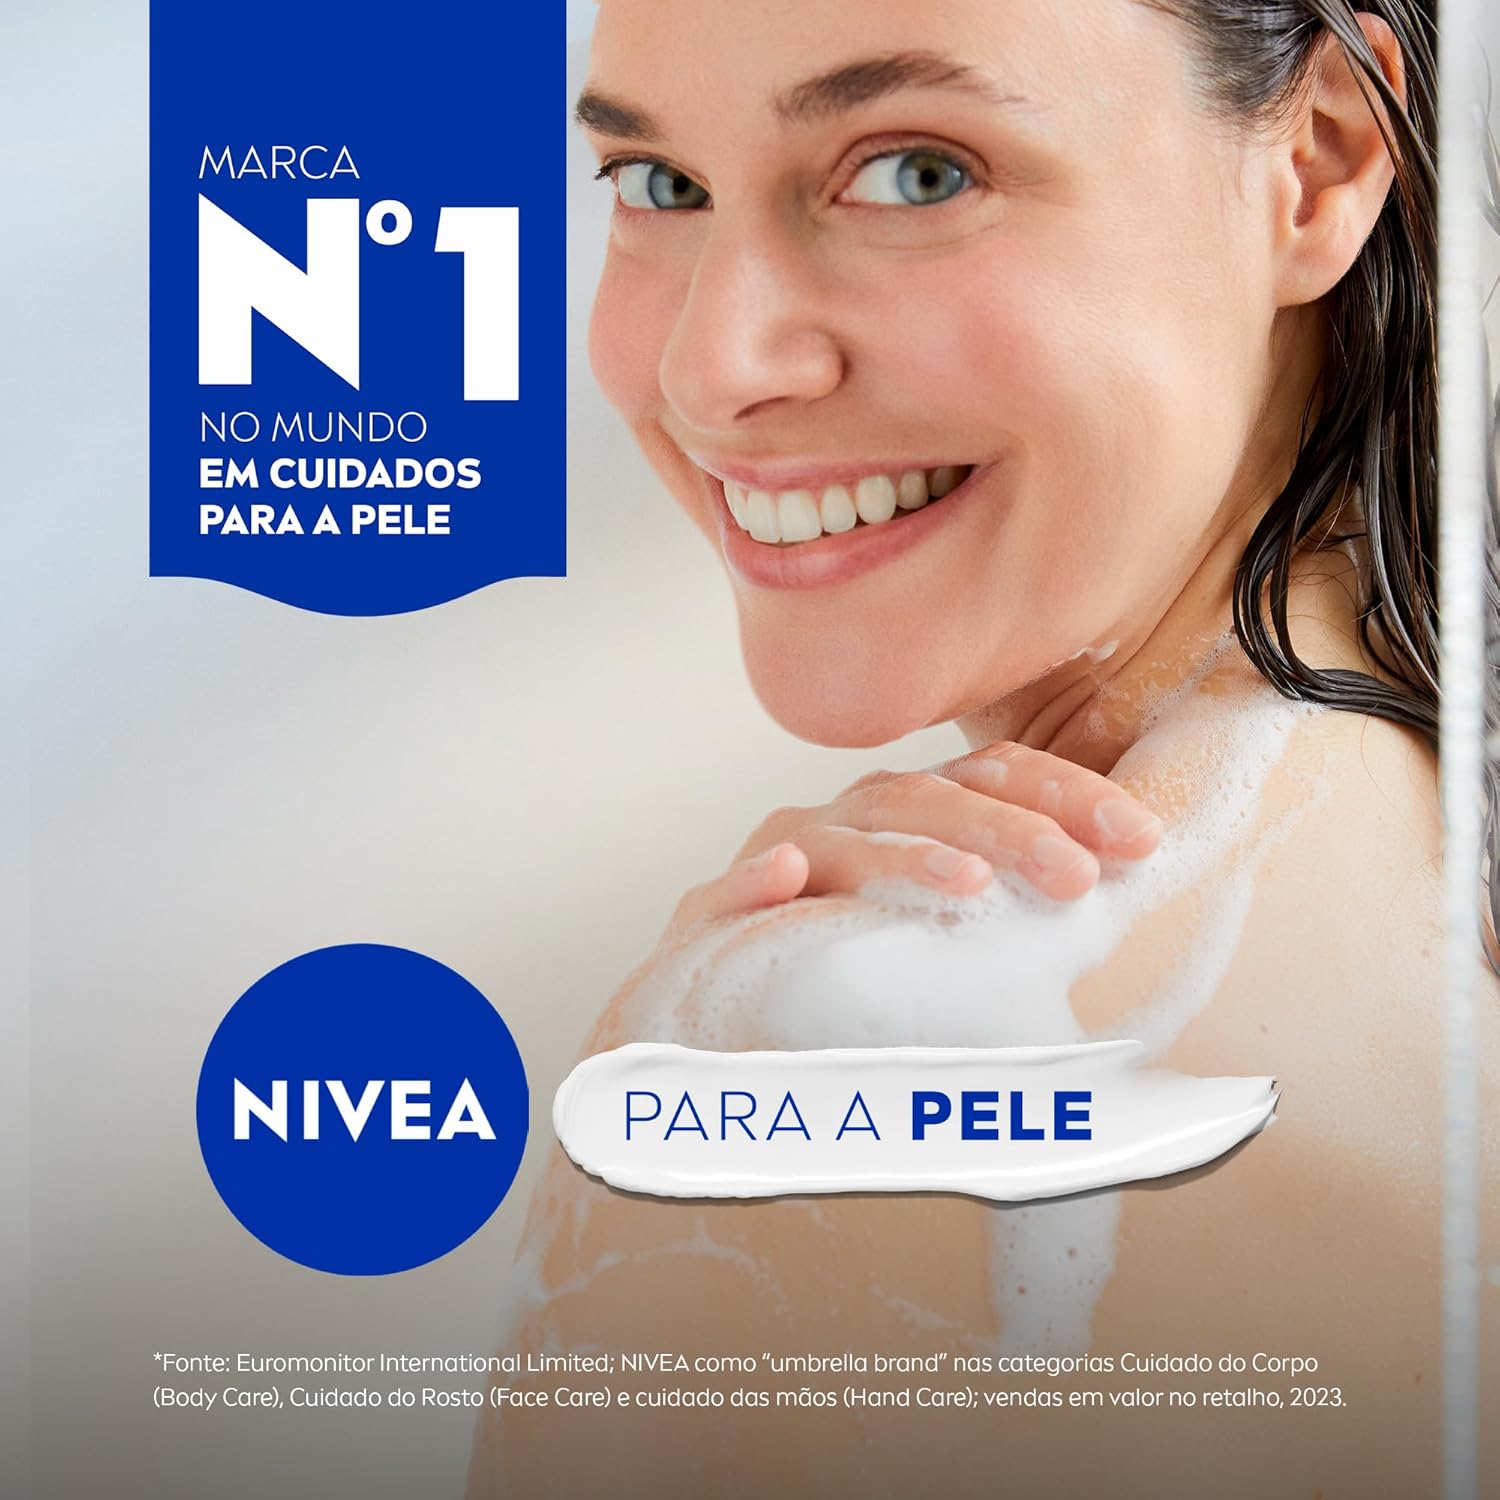 MARCA
Nº1
NO MUNDO
EM CUIDADOS
PARA A PELE
NIVEA
PARA A PELE
*Fonte: Euromonitor International Limited; NIVEA como “umbrella brand” nas categorias Cuidado do Corpo
(Body Care), Cuidado do Rosto (Face Care) e cuidado das mãos (Hand Care); vendas em valor no retalho, 2023.